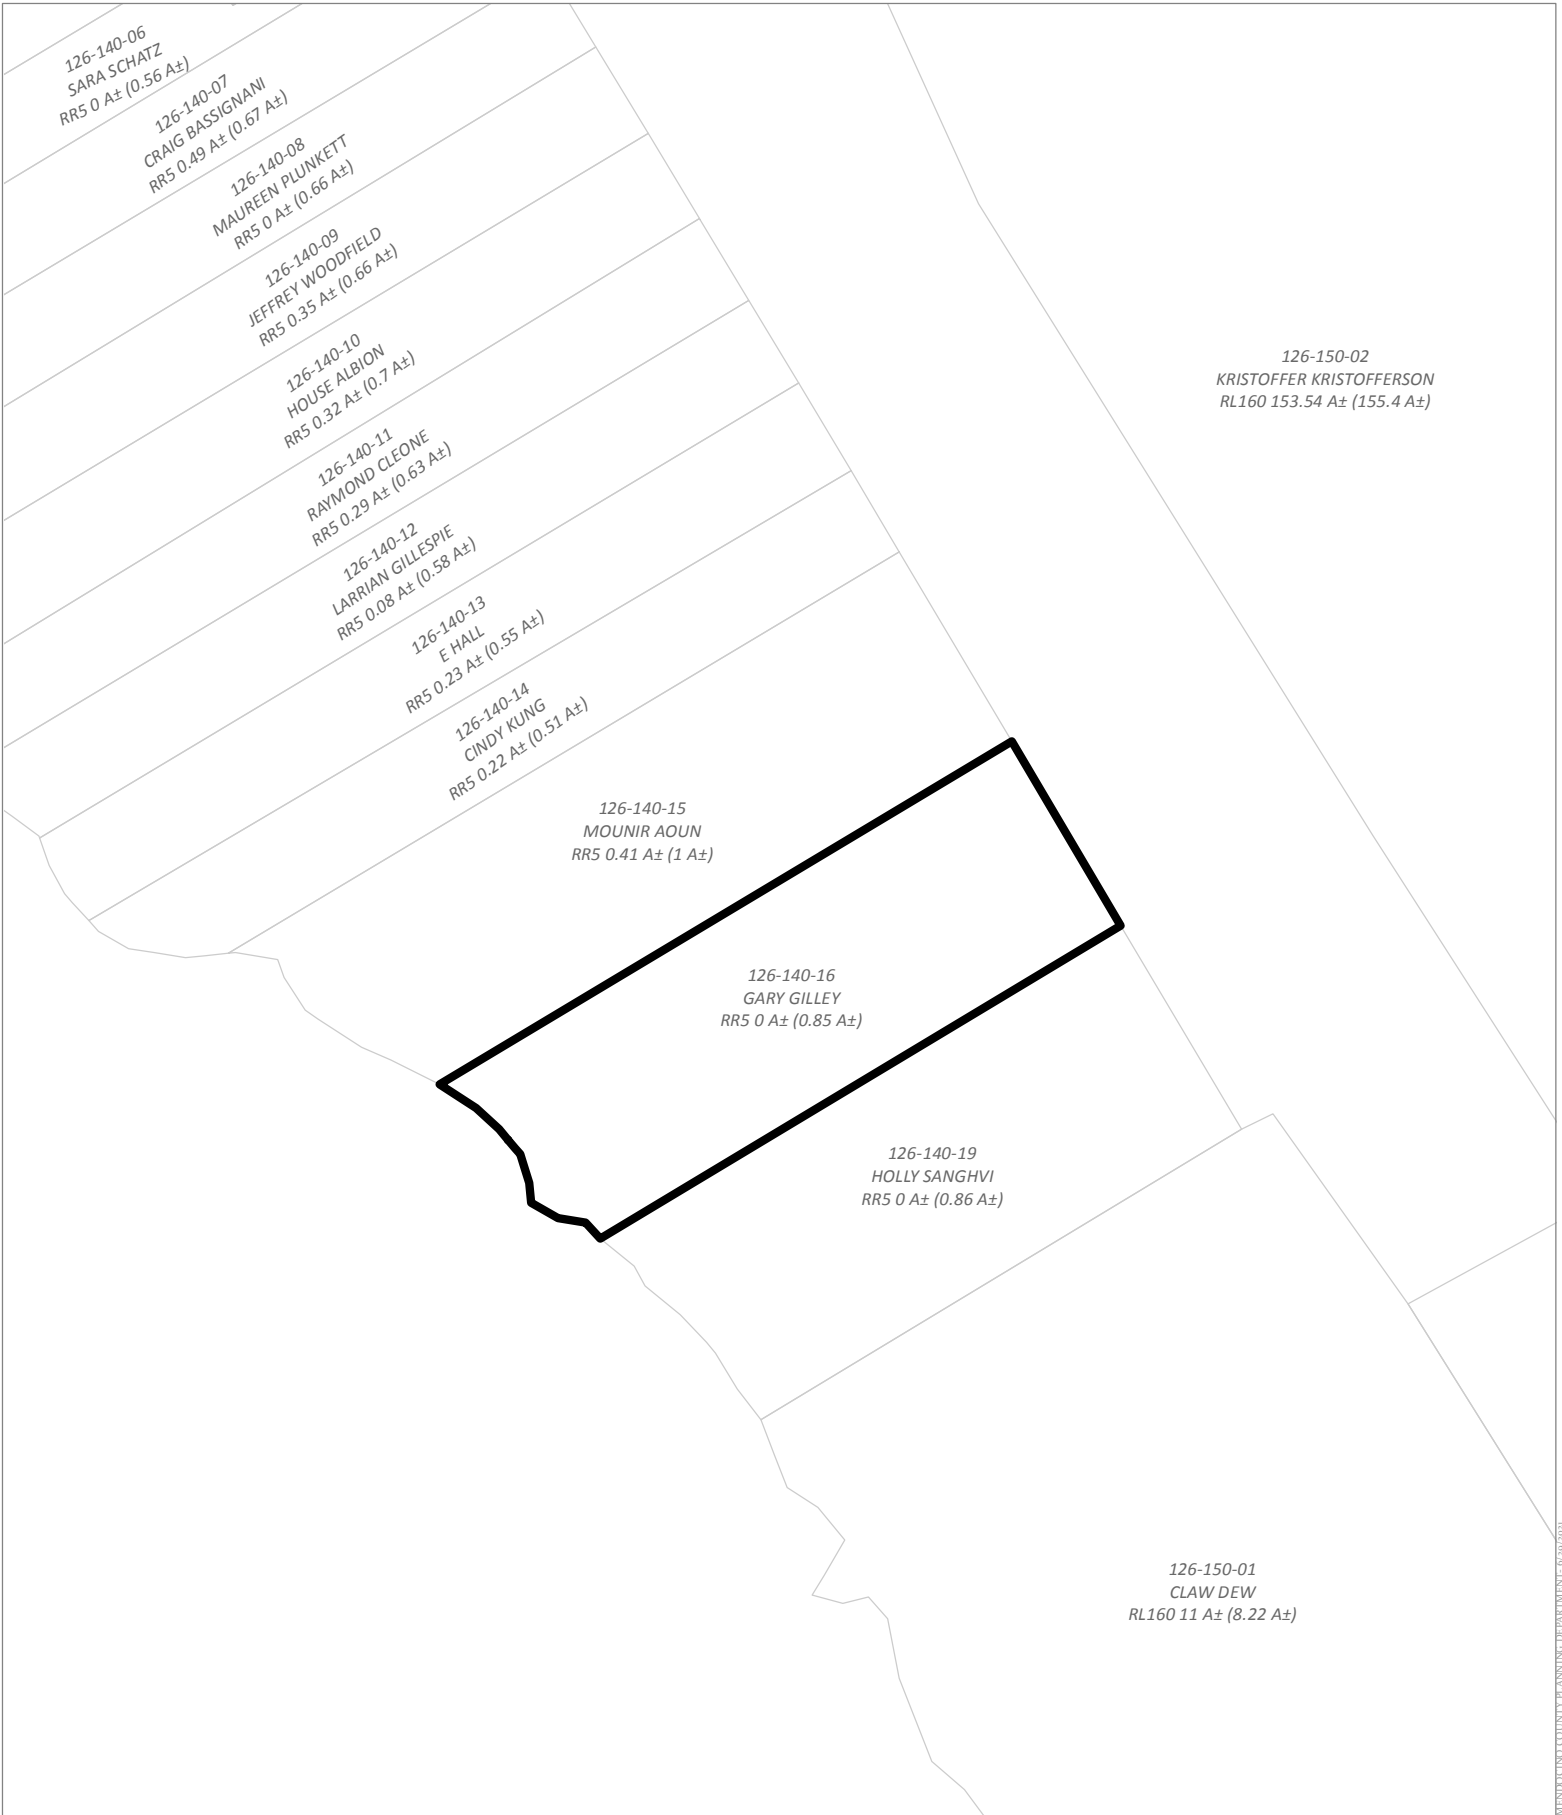 126-140-06
SARA SCHATZ
RR5 0 A± (0.56 A±)
126-140-07
CRAIG BASSIGNANI
RR5 0.49 A± (0.67 A±)
126-140-08
MAUREEN PLUNKETT
RR5 0 A± (0.66 A±)
126-140-09
JEFFREY WOODFIELD
RR5 0.35 A± (0.66 A±)
126-140-10
HOUSE ALBION
RR5 0.32 A± (0.7 A±)
126-140-11
RAYMOND CLEONE
RR5 0.29 A± (0.63 A±)
126-140-12
LARRIAN GILLESPIE
RR5 0.08 A± (0.58 A±)
126-140-13
E HALL
RR5 0.23 A± (0.55 A±)
126-140-14
CINDY KUNG
RR5 0.22 A± (0.51 A±)
126-140-15
MOUNIR AOUN
RR5 0.41 A± (1 A±)
126-140-16
GARY GILLEY
RR5 0 A± (0.85 A±)
126-140-19
HOLLY SANGHVI
RR5 0 A± (0.86 A±)
126-150-02
KRISTOFFER KRISTOFFERSON
RL160 153.54 A± (155.4 A±)
126-150-01
CLAW DEW
RL160 11 A± (8.22 A±)
MENDOCINO COUNTY PLANNING DEPARTMENT-